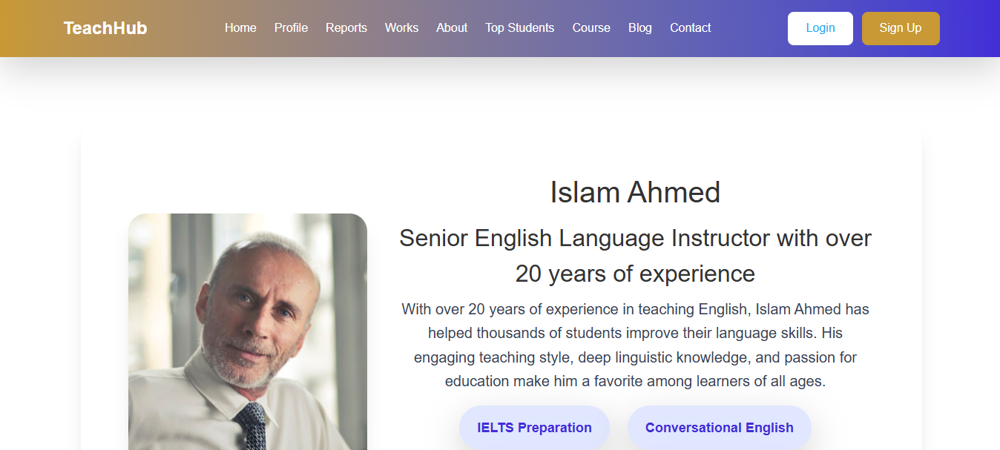 TeachHub Home Profile Reports Works About Top Students Course Blog Contact Login Sign Up
Islam Ahmed
Senior English Language Instructor with over
20 years of experience
With over 20 years of experience in teaching English, Islam Ahmed has
helped thousands of students improve their language skills. His
engaging teaching style, deep linguistic knowledge, and passion for
education make him a favorite among learners of all ages.
IELTS Preparation Conversational English